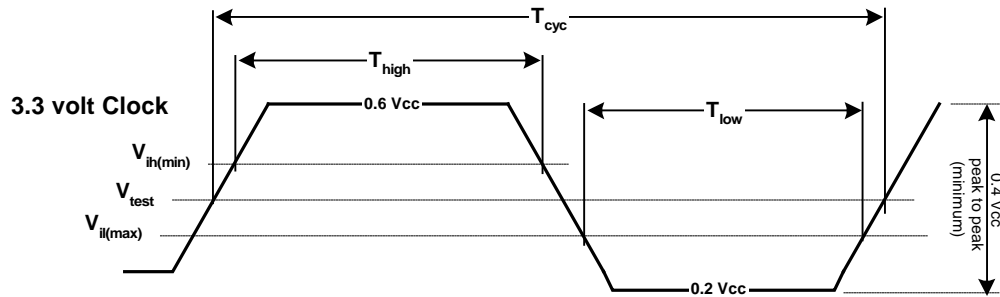 T_cyc
T_high
3.3 volt Clock
0.6 Vcc
T_low
V_ih(min)
V_test
V_il(max)
0.4 Vcc
peak to peak
(minimum)
0.2 Vcc